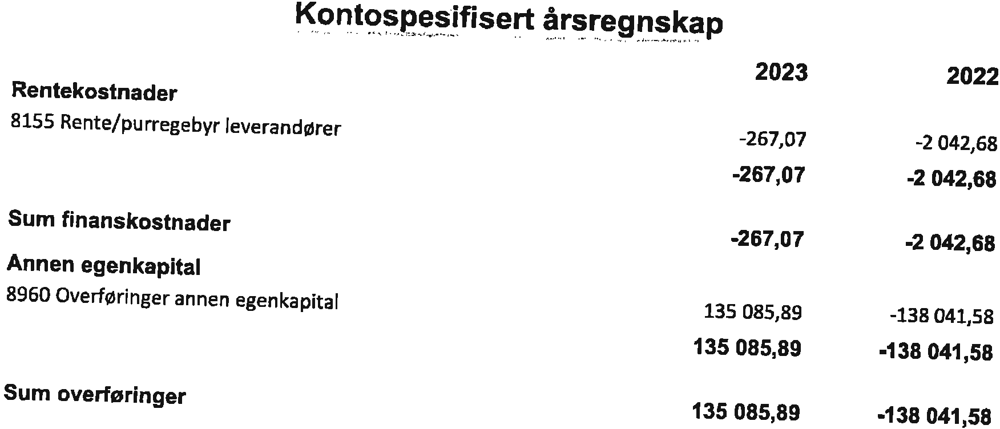 Kontospesifisert årsregnskap
2023 2022
Rentekostnader
8155 Rente/purregebyr leverandører -267,07 -2 042,68
-267,07 -2 042,68
Sum finanskostnader -267,07 -2 042,68
Annen egenkapital
8960 Overføringer annen egenkapital 135 085,89 -138 041,58
135 085,89 -138 041,58
Sum overføringer 135 085,89 -138 041,58